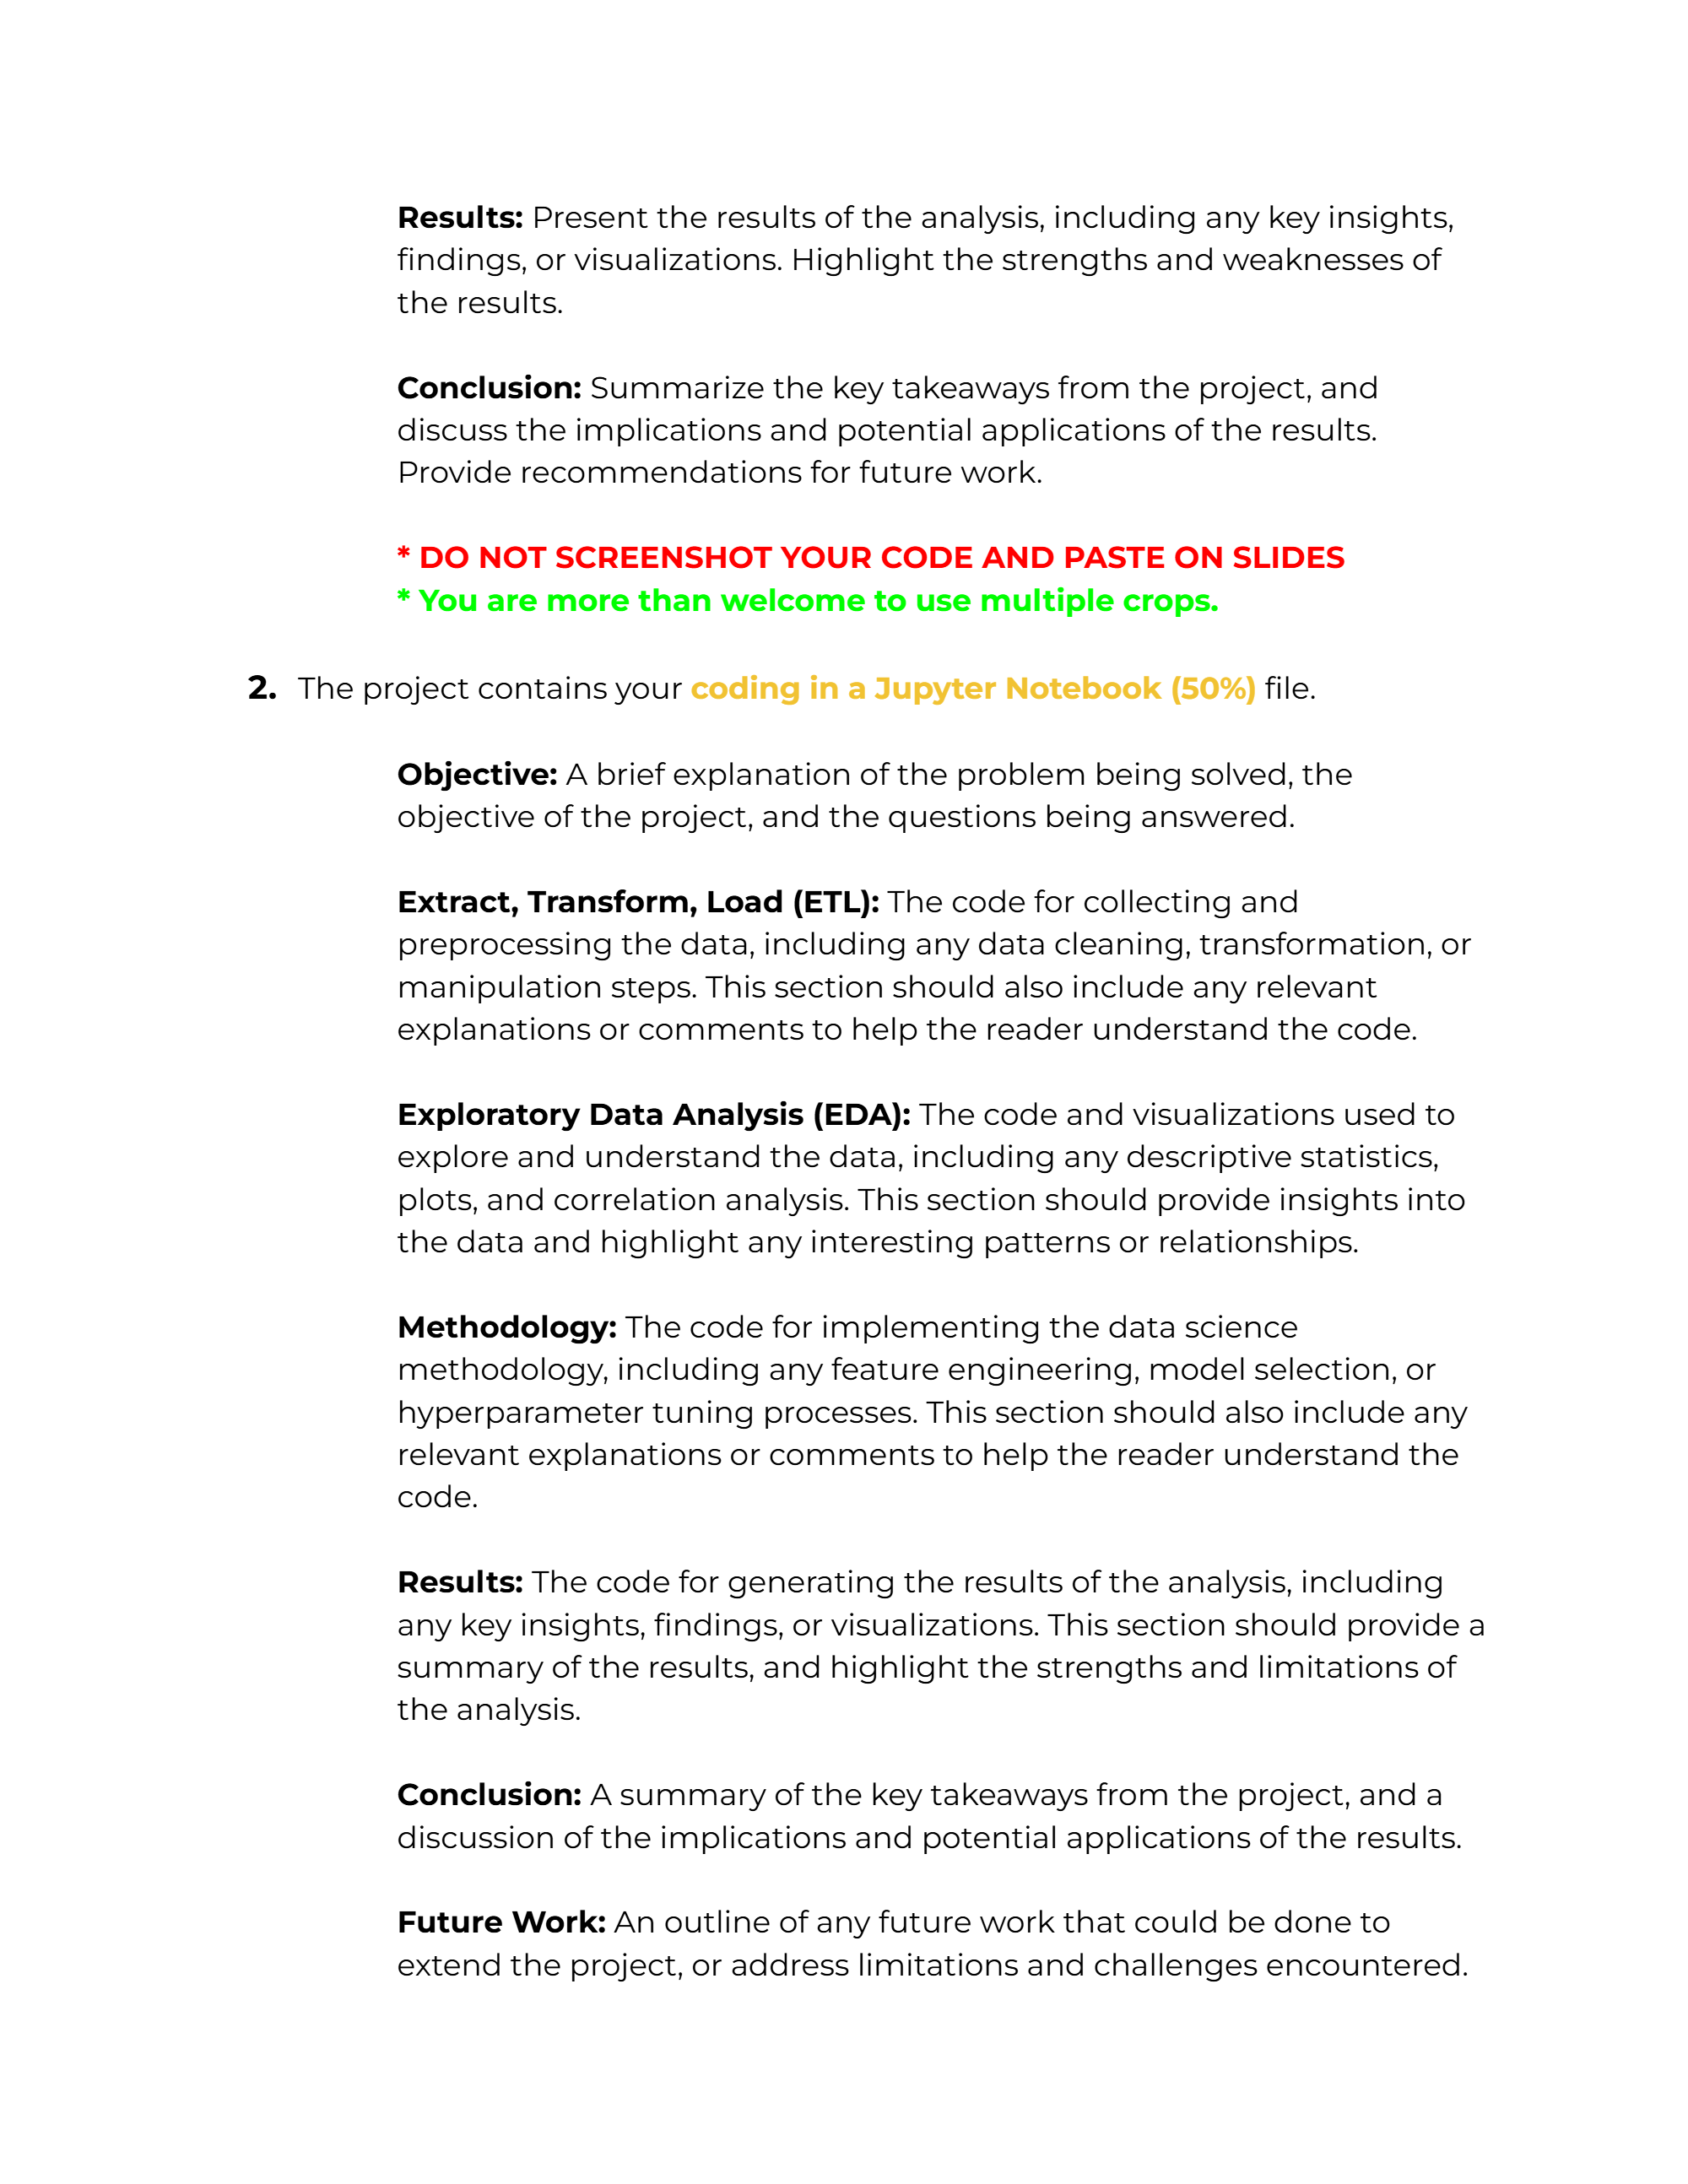 Results: Present the results of the analysis, including any key insights,
findings, or visualizations. Highlight the strengths and weaknesses of
the results.
Conclusion: Summarize the key takeaways from the project, and
discuss the implications and potential applications of the results.
Provide recommendations for future work.
* DO NOT SCREENSHOT YOUR CODE AND PASTE ON SLIDES
* You are more than welcome to use multiple crops.
2. The project contains your coding in a Jupyter Notebook (50%) file.
Objective: A brief explanation of the problem being solved, the
objective of the project, and the questions being answered.
Extract, Transform, Load (ETL): The code for collecting and
preprocessing the data, including any data cleaning, transformation, or
manipulation steps. This section should also include any relevant
explanations or comments to help the reader understand the code.
Exploratory Data Analysis (EDA): The code and visualizations used to
explore and understand the data, including any descriptive statistics,
plots, and correlation analysis. This section should provide insights into
the data and highlight any interesting patterns or relationships.
Methodology: The code for implementing the data science
methodology, including any feature engineering, model selection, or
hyperparameter tuning processes. This section should also include any
relevant explanations or comments to help the reader understand the
code.
Results: The code for generating the results of the analysis, including
any key insights, findings, or visualizations. This section should provide a
summary of the results, and highlight the strengths and limitations of
the analysis.
Conclusion: A summary of the key takeaways from the project, and a
discussion of the implications and potential applications of the results.
Future Work: An outline of any future work that could be done to
extend the project, or address limitations and challenges encountered.